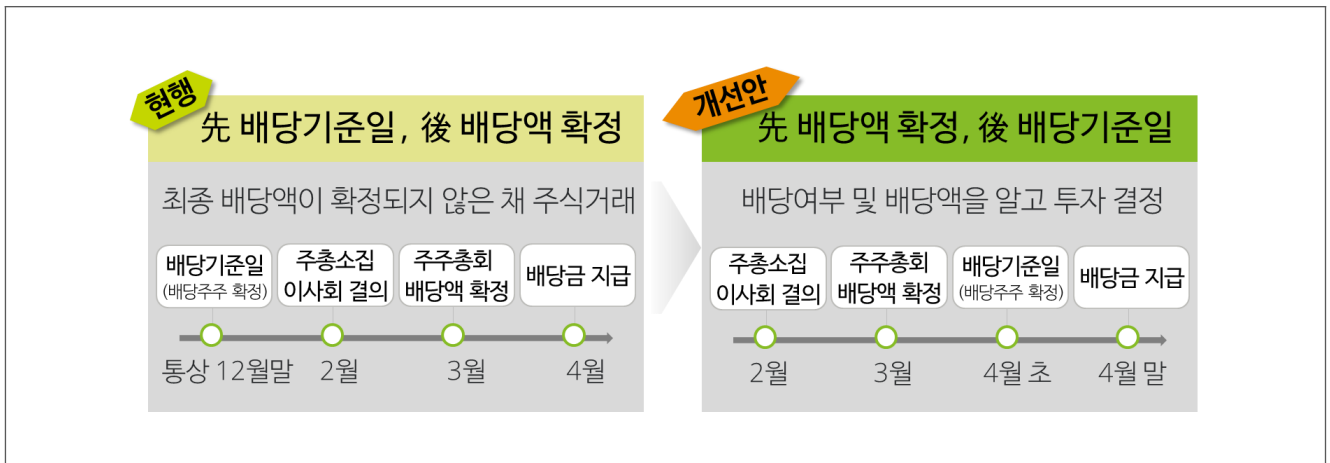 현행
先 배당기준일, 後 배당액 확정
최종 배당액이 확정되지 않은 채 주식거래
배당기준일
(배당주주 확정)
주총소집
이사회 결의
주주총회
배당액 확정
배당금 지급
통상 12월말
2월
3월
4월
개선안
先 배당액 확정, 後 배당기준일
배당여부 및 배당액을 알고 투자 결정
주총소집
이사회 결의
주주총회
배당액 확정
배당기준일
(배당주주 확정)
배당금 지급
2월
3월
4월 초
4월 말